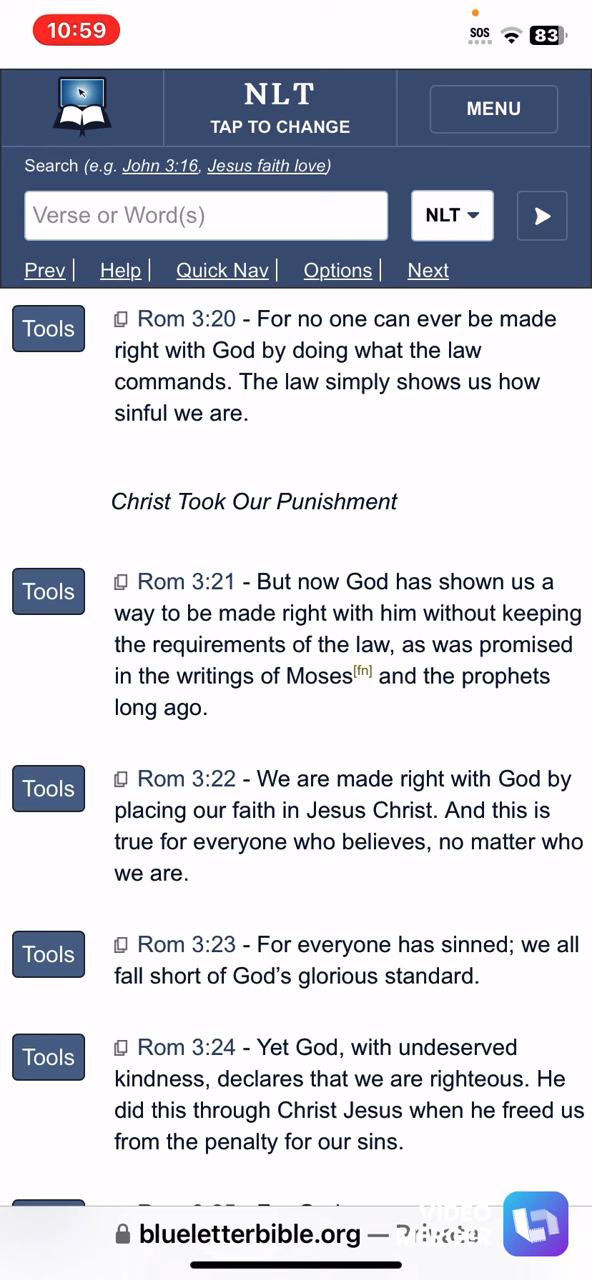 10:59
SOS
83
NLT
TAP TO CHANGE
MENU
Search (e.g. John 3:16, Jesus faith love)
Verse or Word(s)
NLT
Prev | Help | Quick Nav | Options | Next
Tools
Rom 3:20 - For no one can ever be made
right with God by doing what the law
commands. The law simply shows us how
sinful we are.
Christ Took Our Punishment
Tools
Rom 3:21 - But now God has shown us a
way to be made right with him without keeping
the requirements of the law, as was promised
in the writings of Moses[fn] and the prophets
long ago.
Tools
Rom 3:22 - We are made right with God by
placing our faith in Jesus Christ. And this is
true for everyone who believes, no matter who
we are.
Tools
Rom 3:23 - For everyone has sinned; we all
fall short of God’s glorious standard.
Tools
Rom 3:24 - Yet God, with undeserved
kindness, declares that we are righteous. He
did this through Christ Jesus when he freed us
from the penalty for our sins.
blueletterbible.org —
VIDEO
MERGER